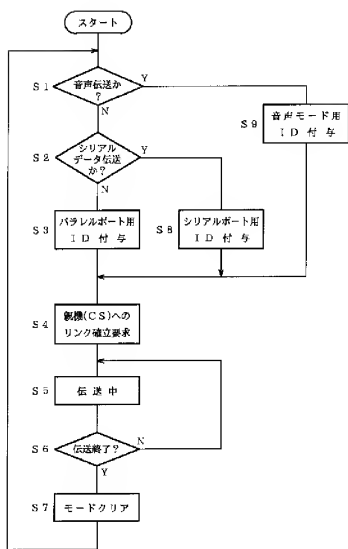 スタート
S1
音声伝送か
?
Y
N
S9
音声モード用
ID付与
S2
シリアル
データ伝送
か?
Y
N
S3
パラレルポート用
ID付与
S8
シリアルポート用
ID付与
S4
親機(CS)への
リンク確立要求
S5
伝送中
S6
伝送終了?
N
Y
S7
モードクリア